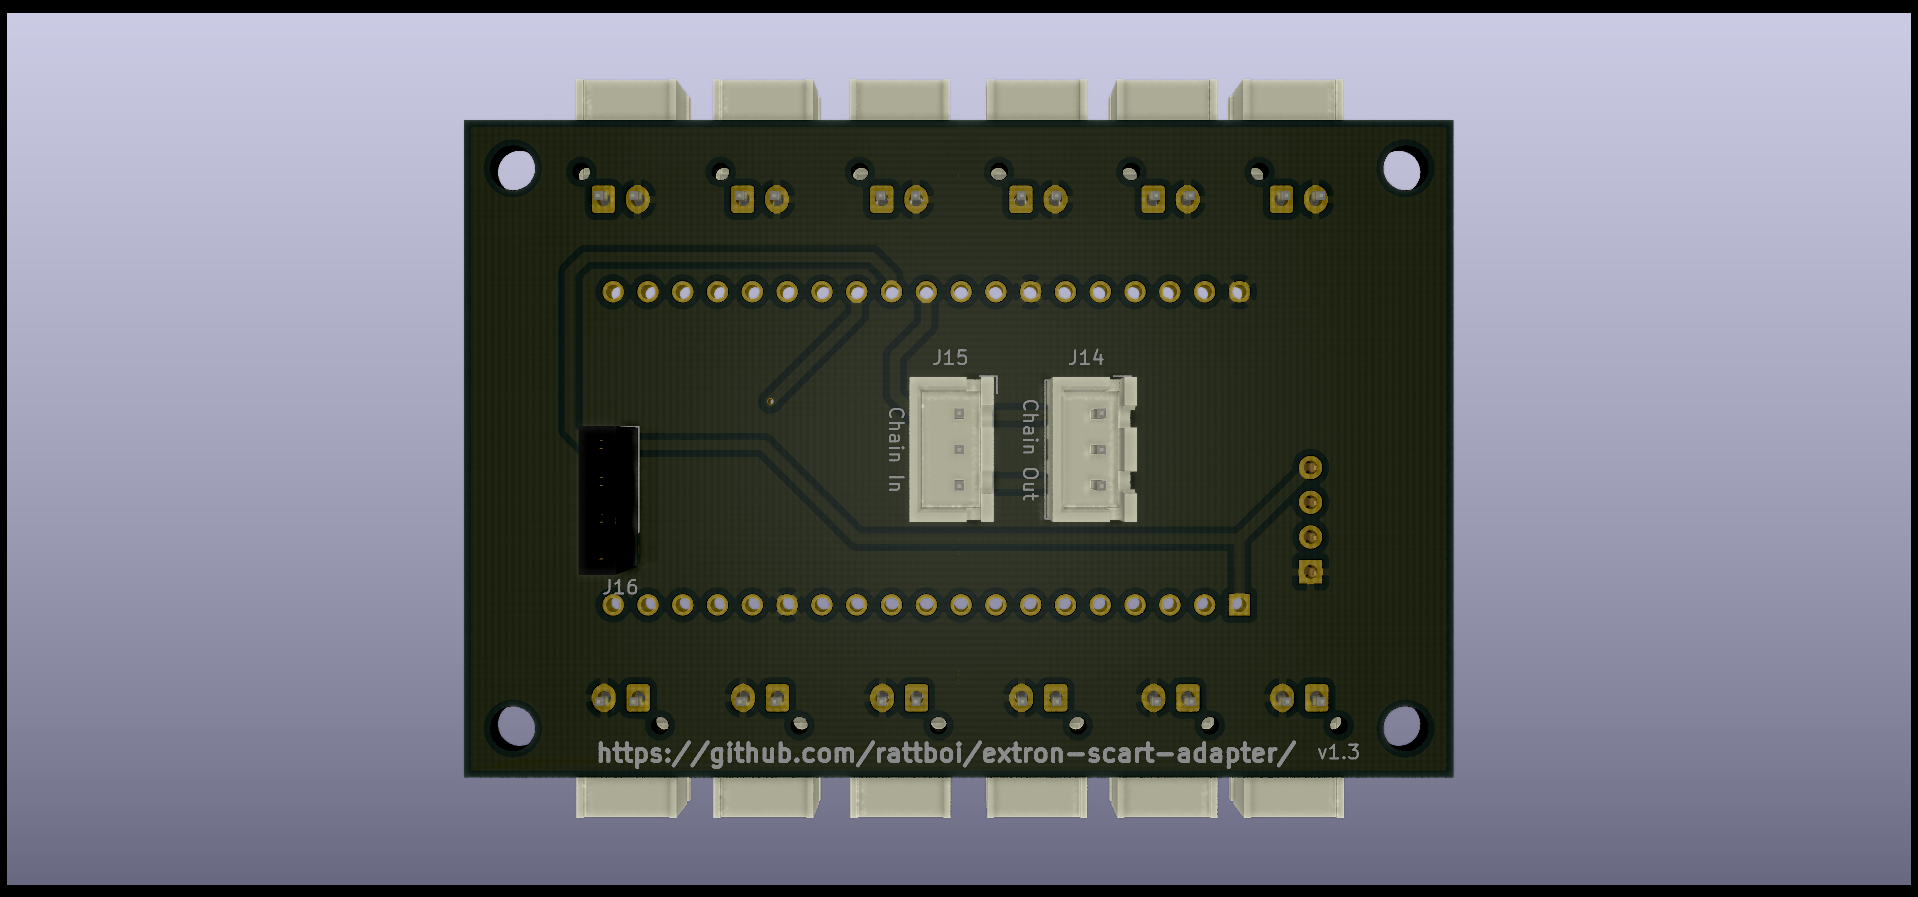 J15
J14
Chain In
Chain Out
J16
https://github.com/rattboi/extron-scart-adapter/
v1.3